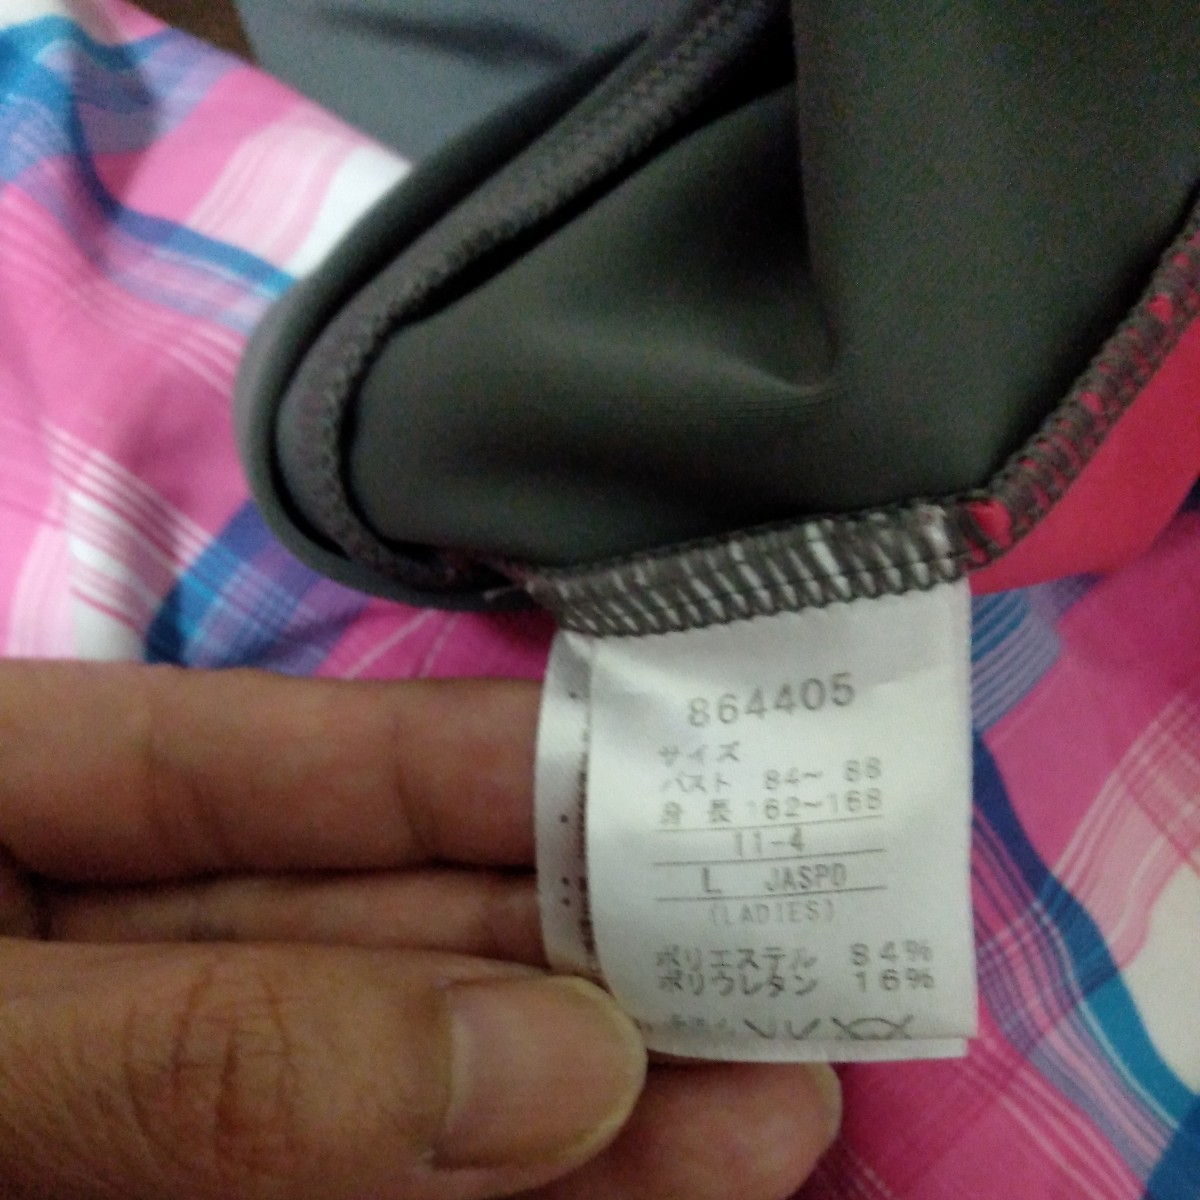 864405
サイズ
バスト 84~ 88
身 長 162~168
11-4
L JASPO
(LADIES)
ポリエステル 84%
ポリウレタン 16%